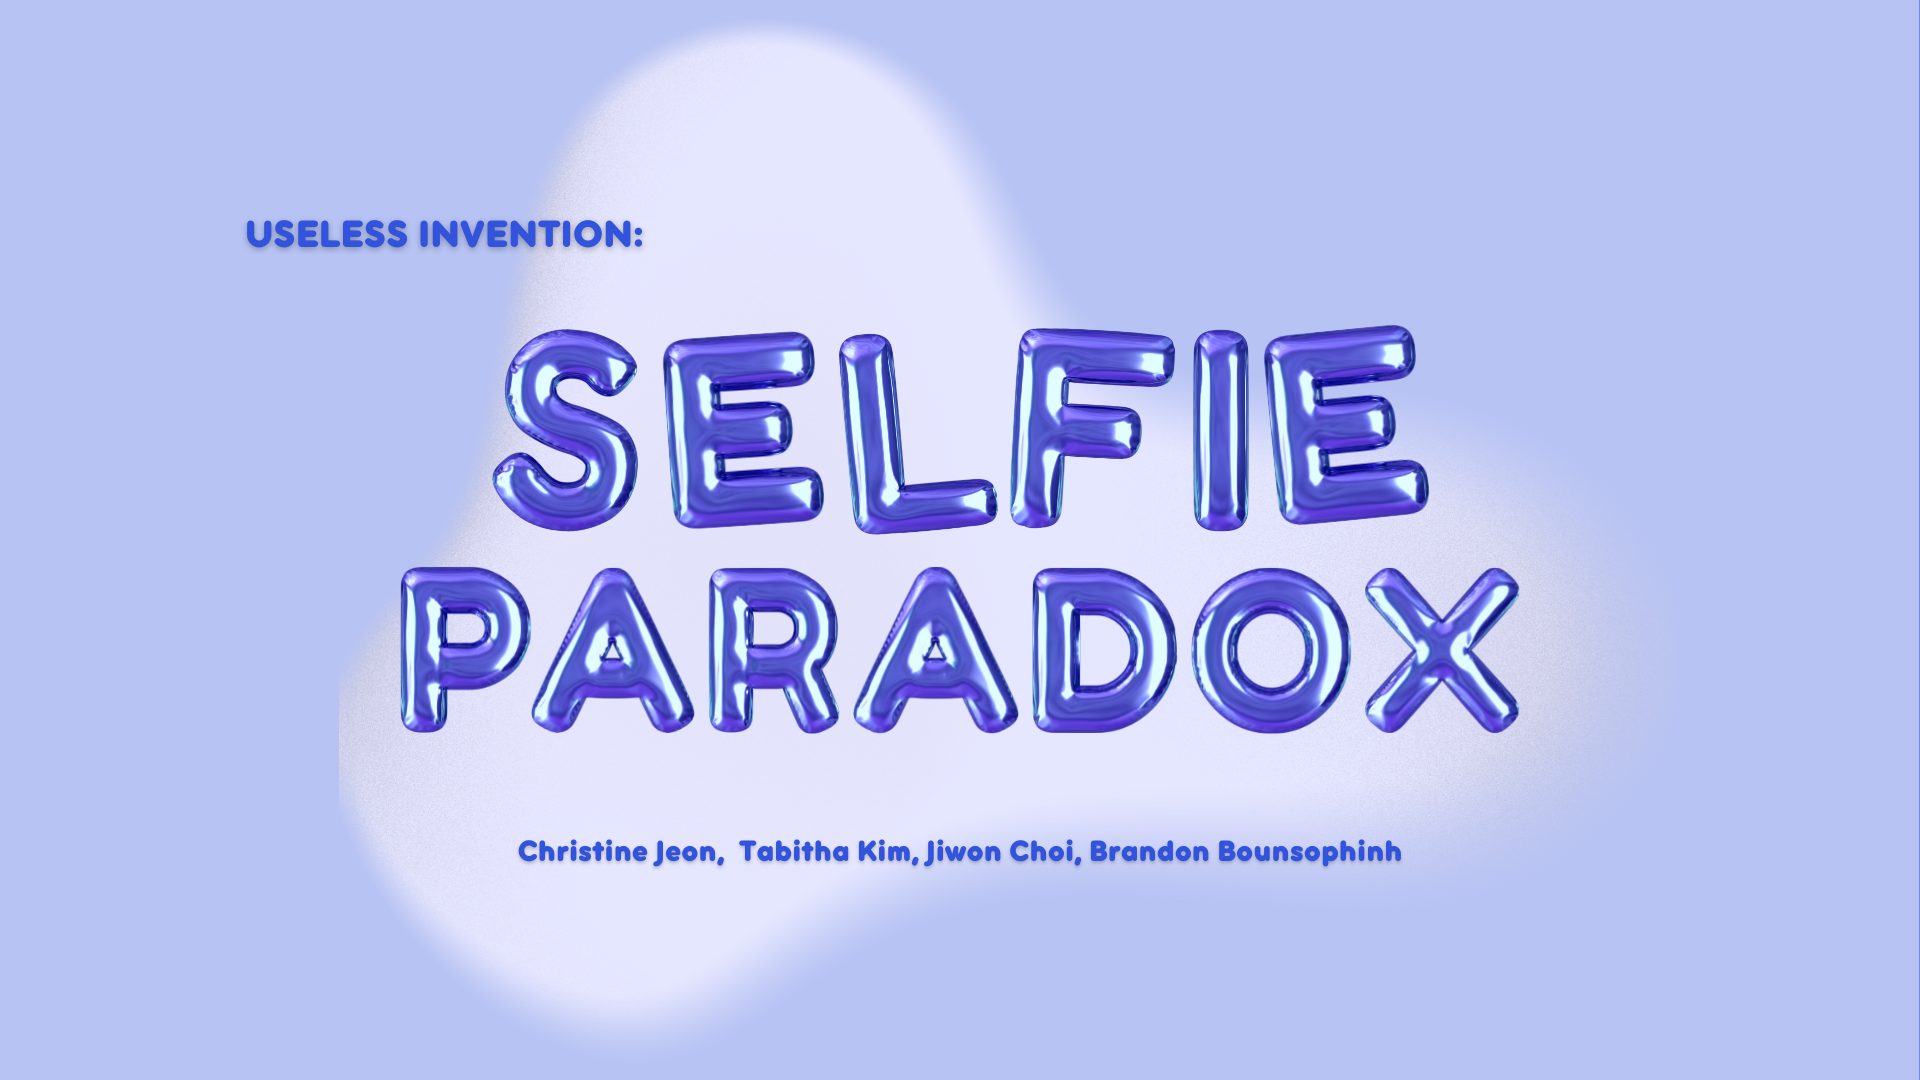 USELESS INVENTION:
SELFIE
PARADOX
Christine Jeon,  Tabitha Kim, Jiwon Choi, Brandon Bounsophinh